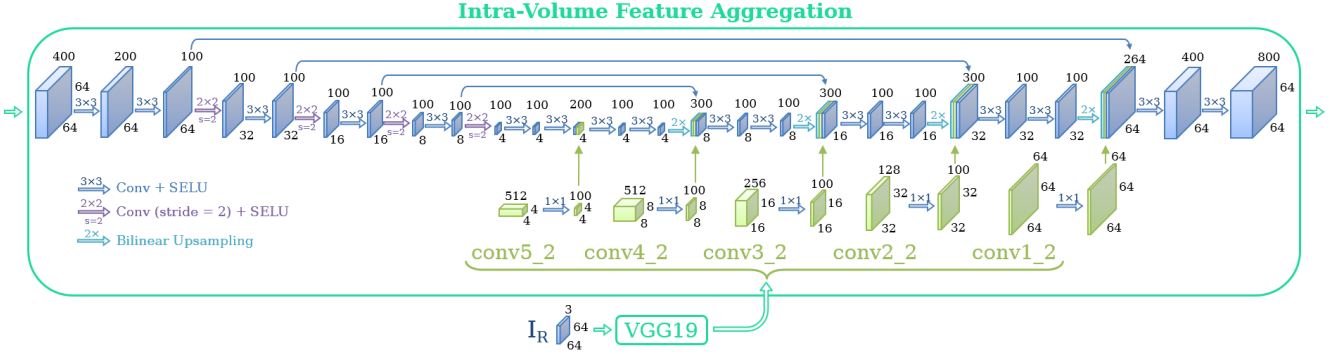 Intra-Volume Feature Aggregation
400 200 100 100 100 100 100 100 100 100 100 200 100 100 300 100 100 300 100 100 300 100 100 264 400 800
64 64
3×3 3×3 2×2 3×3 2×2 3×3 2×2 3×3 2×2 3×3 3×3 3×3 3×3 2× 3×3 3×3 2× 3×3 3×3 2× 3×3 3×3 2× 3×3 3×3
s=2 s=2 s=2 s=2
64 64 64 32 32 16 16 8 8 4 4 4 4 4 8 8 8 16 16 16 32 32 32 64 64 64
3×3 Conv + SELU
2×2 Conv (stride = 2) + SELU
s=2
2× Bilinear Upsampling
512 1×1 100 512 1×1 100 256 1×1 100 128 1×1 100 64 1×1 64
4 4 8 8 16 16 32 32 64 64
4 4 8 8 16 16 32 32 64 64
conv5_2 conv4_2 conv3_2 conv2_2 conv1_2
3
I_R 64 VGG19
64